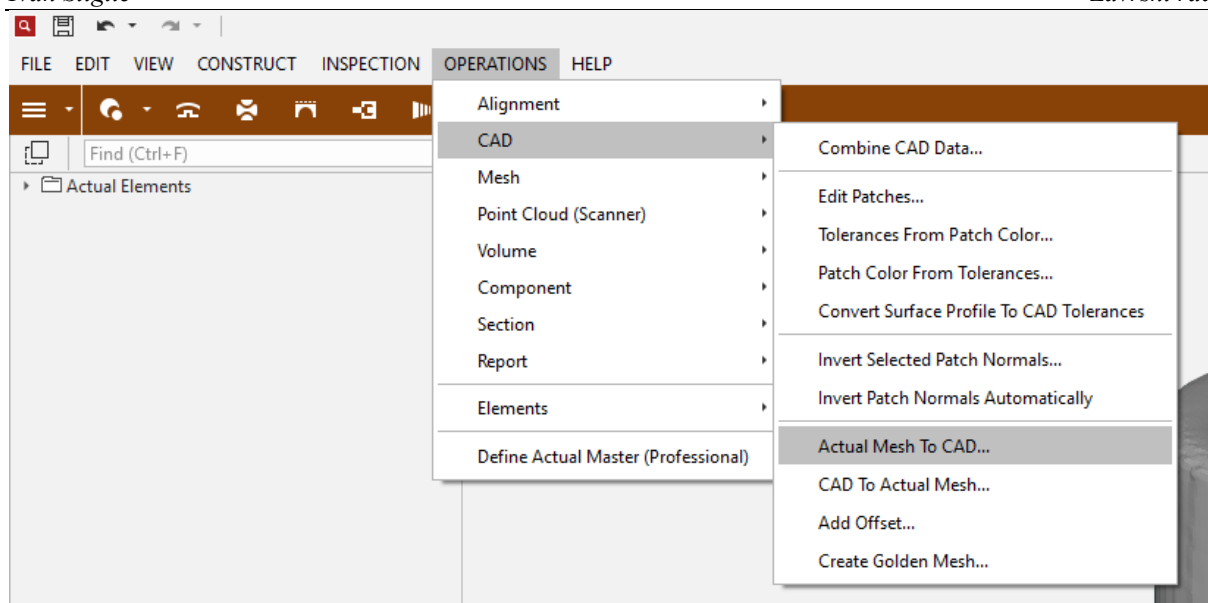 FILE EDIT VIEW CONSTRUCT INSPECTION OPERATIONS HELP
Find (Ctrl+F)
Actual Elements
Alignment
CAD
Mesh
Point Cloud (Scanner)
Volume
Component
Section
Report
Elements
Define Actual Master (Professional)
Combine CAD Data...
Edit Patches...
Tolerances From Patch Color...
Patch Color From Tolerances...
Convert Surface Profile To CAD Tolerances
Invert Selected Patch Normals...
Invert Patch Normals Automatically
Actual Mesh To CAD...
CAD To Actual Mesh...
Add Offset...
Create Golden Mesh...